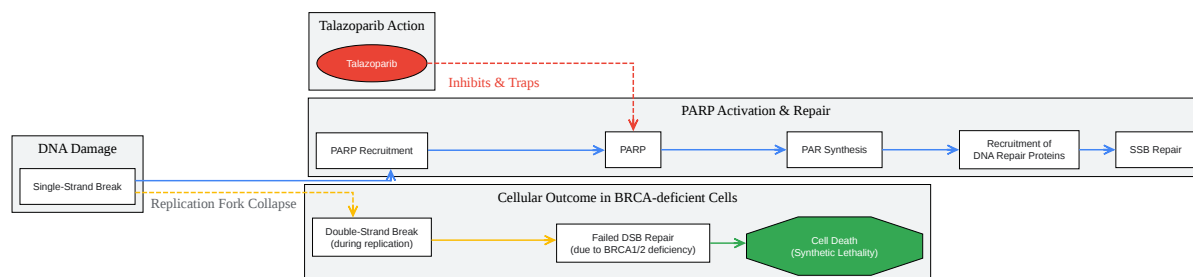 Talazoparib Action
Talazoparib
Inhibits & Traps
PARP Activation & Repair
PARP Recruitment
PARP
PAR Synthesis
Recruitment of
DNA Repair Proteins
SSB Repair
DNA Damage
Single-Strand Break
Replication Fork Collapse
Cellular Outcome in BRCA-deficient Cells
Double-Strand Break
(during replication)
Failed DSB Repair
(due to BRCA1/2 deficiency)
Cell Death
(Synthetic Lethality)